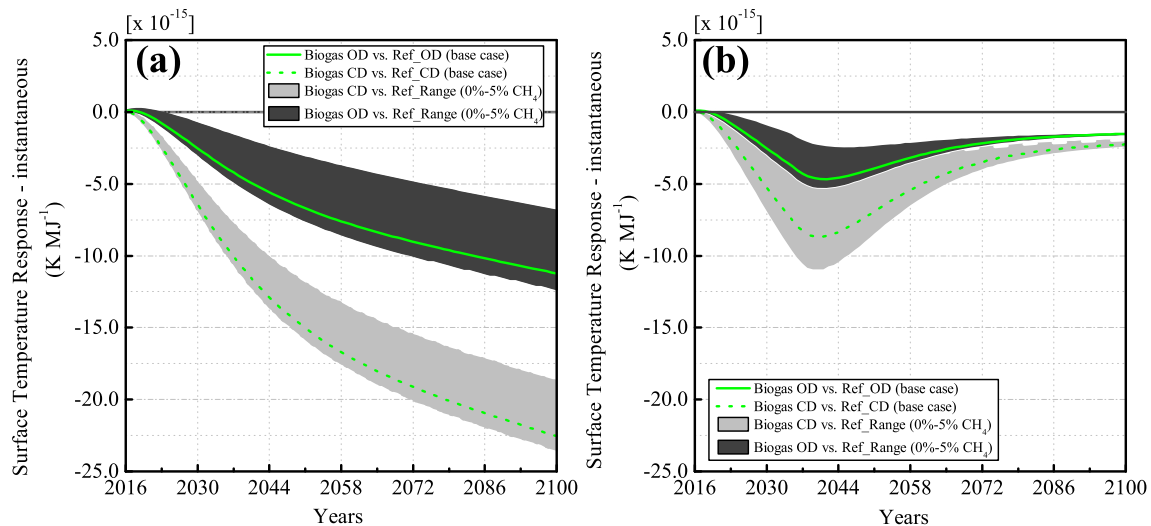 [x 10-15]
(a)
Biogas OD vs. Ref_OD (base case)
Biogas CD vs. Ref_CD (base case)
Biogas CD vs. Ref_Range (0%-5% CH4)
Biogas OD vs. Ref_Range (0%-5% CH4)
5.0
0.0
-5.0
-10.0
-15.0
-20.0
-25.0
Surface Temperature Response - instantaneous
(K MJ-1)
2016 2030 2044 2058 2072 2086 2100
Years
[x 10-15]
(b)
5.0
0.0
-5.0
-10.0
-15.0
-20.0
-25.0
Surface Temperature Response - instantaneous
(K MJ-1)
Biogas OD vs. Ref_OD (base case)
Biogas CD vs. Ref_CD (base case)
Biogas CD vs. Ref_Range (0%-5% CH4)
Biogas OD vs. Ref_Range (0%-5% CH4)
2016 2030 2044 2058 2072 2086 2100
Years